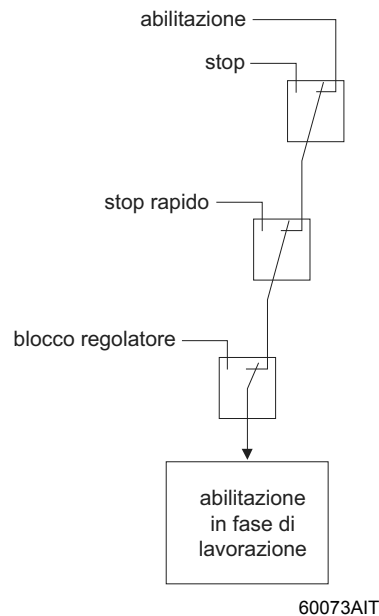 abilitazione
stop
stop rapido
blocco regolatore
abilitazione
in fase di
lavorazione
60073AIT